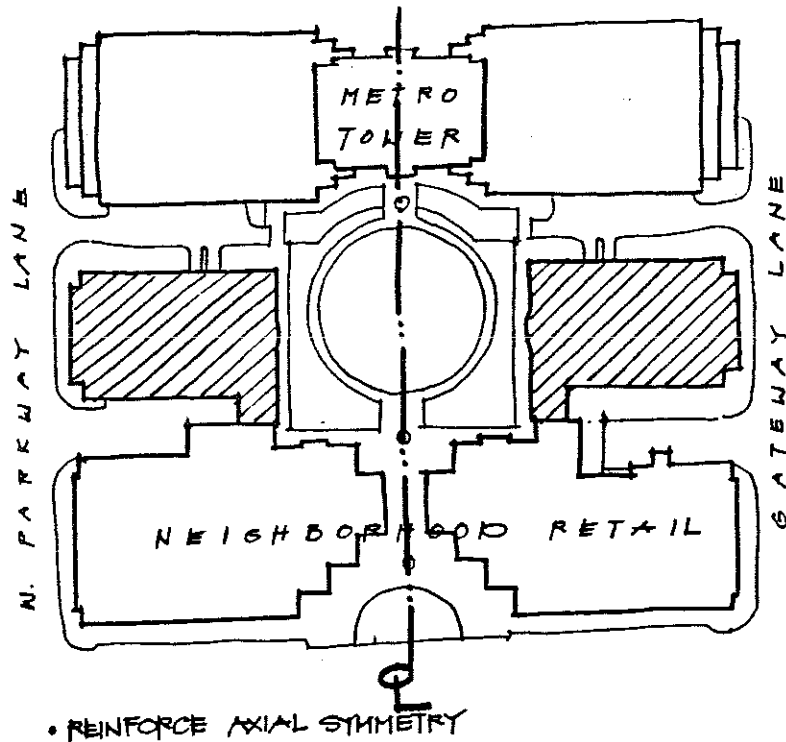 METRO
TOWER
N. PARKWAY LANE
GATEWAY LANE
NEIGHBORHOOD RETAIL
• REINFORCE AXIAL SYMMETRY